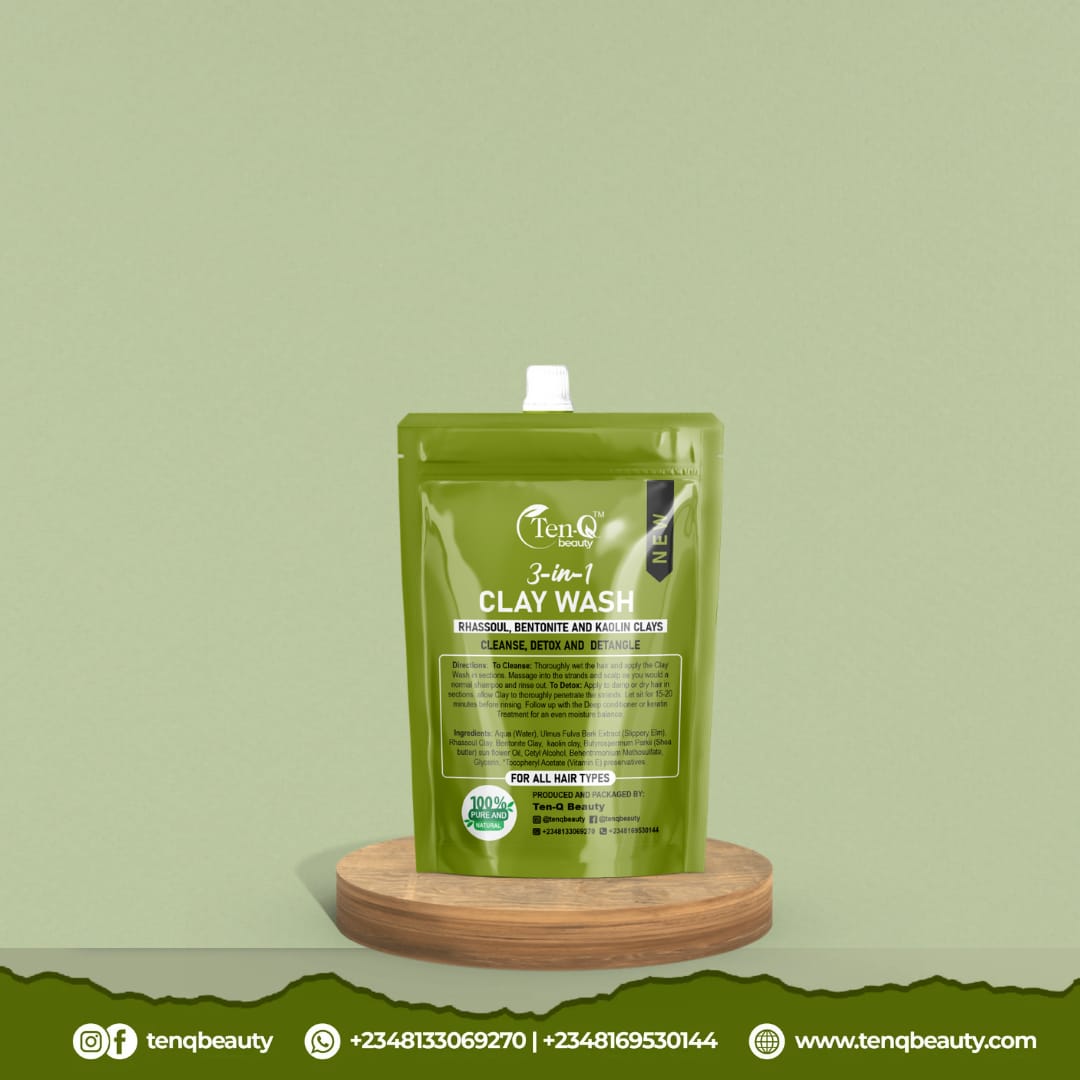 Ten-Q™
beauty
NEW
3-in-1
CLAY WASH
RHASSOUL, BENTONITE AND KAOLIN CLAYS
CLEANSE, DETOX AND DETANGLE
Directions: To Cleanse: Thoroughly wet the hair and apply the Clay
Wash in sections. Massage into the strands and scalp as you would a
normal shampoo and rinse out. To Detox: Apply to damp or dry hair in
sections, allow Clay to thoroughly penetrate the strands. Let sit for 15-20
minutes before rinsing. Follow up with the Deep conditioner or keratin
Treatment for an even moisture balance.
Ingredients: Aqua (Water), Ulmus Fulva Bark Extract (Slippery Elm),
Rhassoul Clay, Bentonite Clay, kaolin clay, Butyrospermum Parkii (Shea
butter) sun flower Oil, Cetyl Alcohol, Behentrimonium Methosulfate,
Glycerin, *Tocopheryl Acetate (Vitamin E) preservatives
FOR ALL HAIR TYPES
100%
PURE AND
NATURAL
PRODUCED AND PACKAGED BY:
Ten-Q Beauty
@tenqbeauty @tenqbeauty
+2348133069270 +2348169530144
tenqbeauty +2348133069270 | +2348169530144 www.tenqbeauty.com